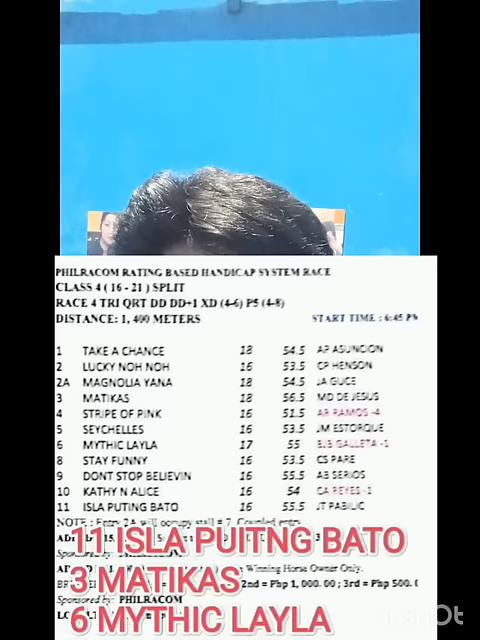 PHILRACOM RATING BASED HANDICAP SYSTEM RACE
CLASS 4 ( 16 - 21 ) SPLIT
RACE 4 TRI QRT DD DD+1 XD (4-6) P5 (4-8)
DISTANCE: 1, 400 METERS START TIME : 6:45 PM
1 TAKE A CHANCE 18 54.5 AP ASUNCION
2 LUCKY NOH NOH 16 53.5 CP HENSON
2A MAGNOLIA YANA 18 54.5 JA GUCE
3 MATIKAS 18 56.5 MD DE JESUS
4 STRIPE OF PINK 16 51.5 AR RAMOS -4
5 SEYCHELLES 16 53.5 JM ESTORQUE
6 MYTHIC LAYLA 17 55 BJB GALLETA -1
8 STAY FUNNY 16 53.5 CS PARE
9 DONT STOP BELIEVIN 16 55.5 AB SERIOS
10 KATHY N ALICE 16 54 CA REYES -1
11 ISLA PUTING BATO 16 55.5 JT PABILIC
NOTE : Entry 2A will occupy stall # 7. Coupled entry
11 ISLA PUITNG BATO
Sponsored by:
Winning Horse Owner Only.
3 MATIKAS
2nd = Php 1, 000. 00 ; 3rd = Php 500. (
Sponsored by: PHILRACOM
6 MYTHIC LAYLA